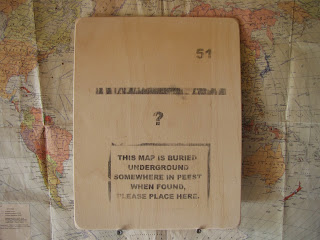 51
?
THIS MAP IS BURIED
UNDERGROUND
SOMEWHERE IN PEEST
WHEN FOUND,
PLEASE PLACE HERE.